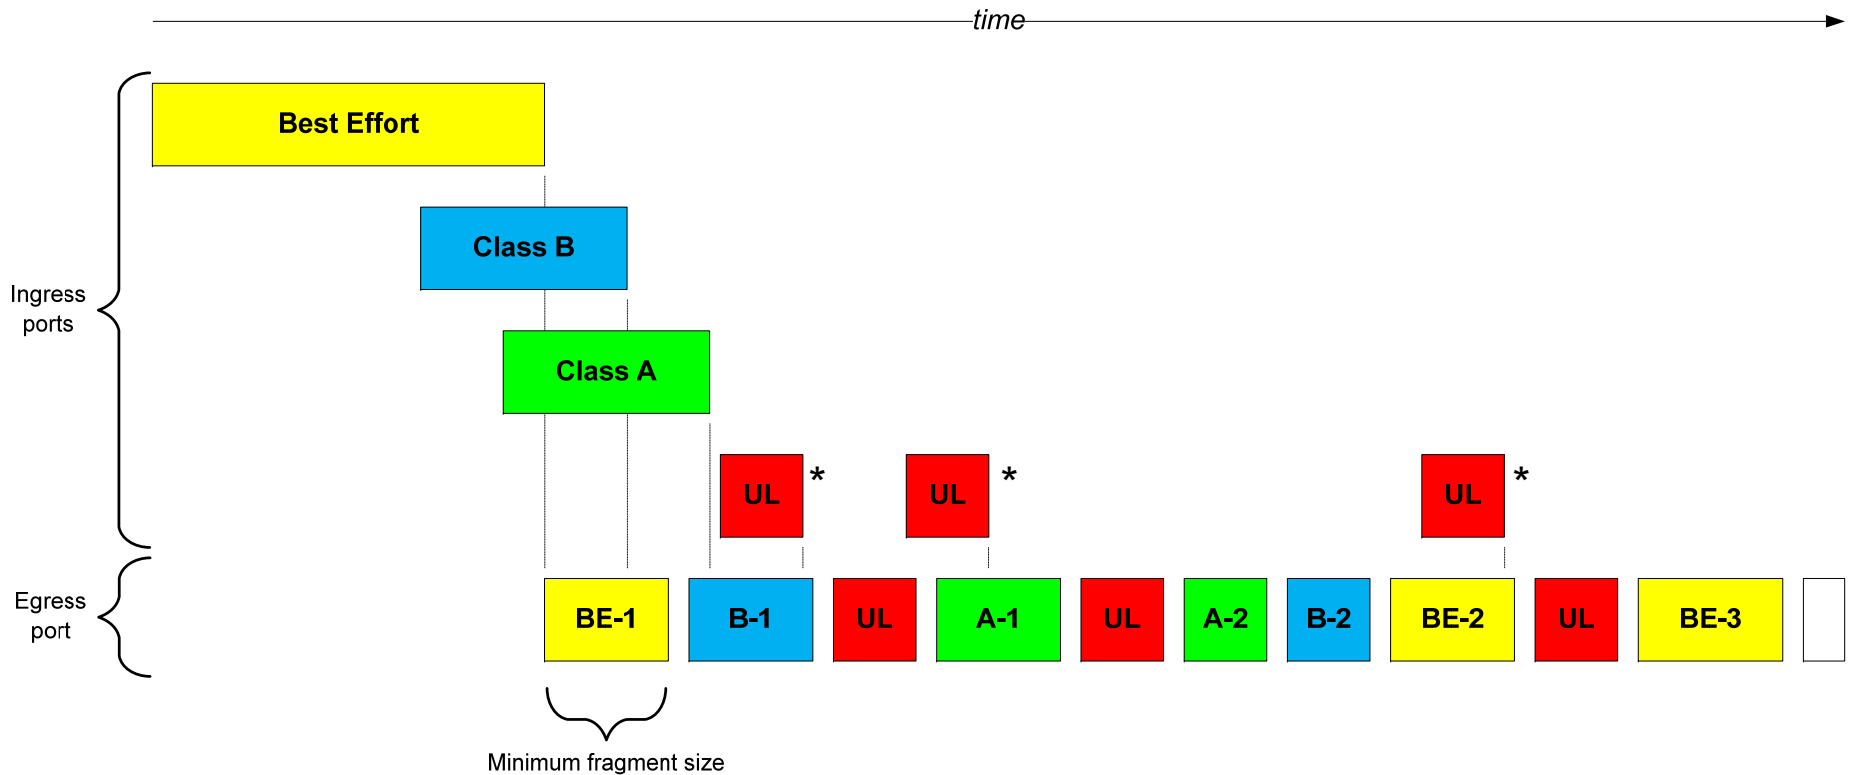 time
Best Effort
Class B
Ingress
ports
Class A
UL * UL * UL *
Egress
port
BE-1 B-1 UL A-1 UL A-2 B-2 BE-2 UL BE-3
Minimum fragment size